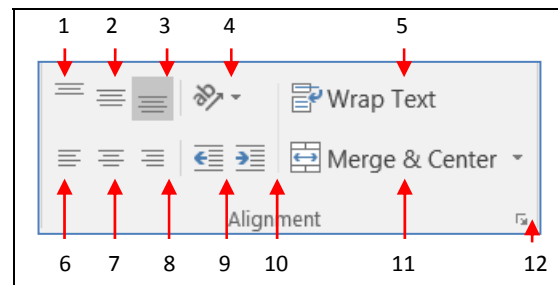 1 2 3 4 5
Wrap Text
Merge & Center
Alignment
6 7 8 9 10 11 12